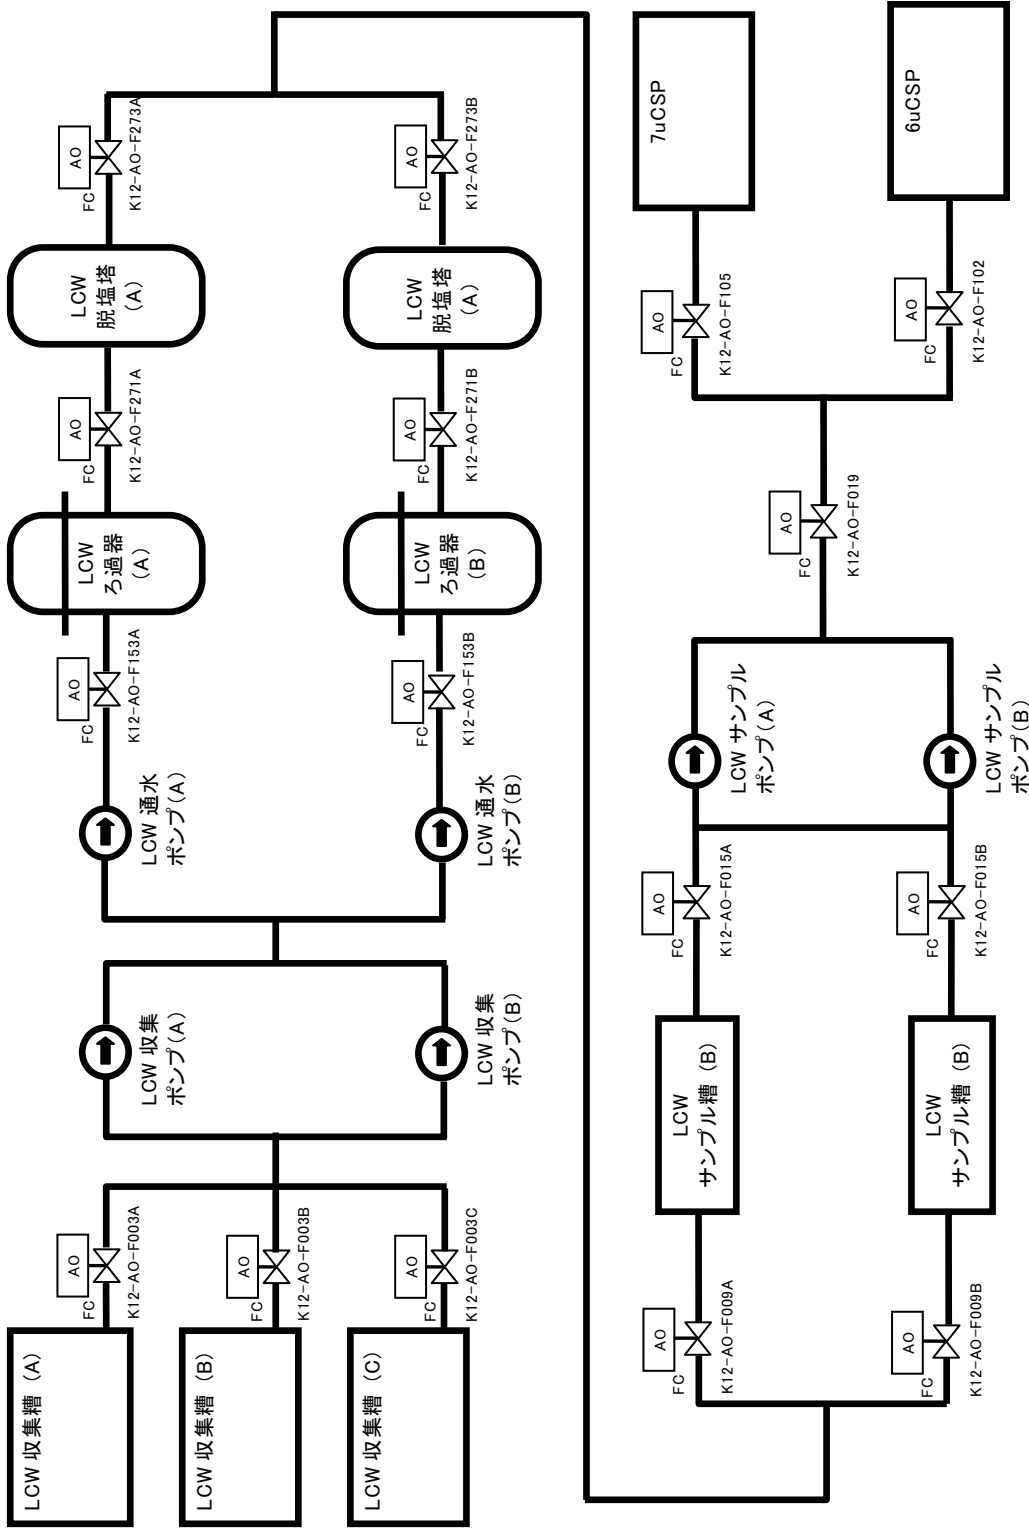 LCW 収集糟 (A)
FC
AO
K12-AO-F003A
LCW 収集糟 (B)
FC
AO
K12-AO-F003B
LCW 収集糟 (C)
FC
AO
K12-AO-F003C
LCW 収集
ポンプ(A)
LCW 収集
ポンプ(B)
LCW 通水
ポンプ(A)
LCW 通水
ポンプ(B)
FC
AO
K12-AO-F153A
FC
AO
K12-AO-F153B
LCW
ろ過器
(A)
LCW
ろ過器
(B)
FC
AO
K12-AO-F271A
FC
AO
K12-AO-F271B
LCW
脱塩塔
(A)
LCW
脱塩塔
(A)
FC
AO
K12-AO-F273A
FC
AO
K12-AO-F273B
FC
AO
K12-AO-F009A
FC
AO
K12-AO-F009B
LCW
サンプル糟 (B)
LCW
サンプル糟 (B)
FC
AO
K12-AO-F015A
FC
AO
K12-AO-F015B
LCW サンプル
ポンプ(A)
LCW サンプル
ポンプ(B)
FC
AO
K12-AO-F019
FC
AO
K12-AO-F105
FC
AO
K12-AO-F102
7uCSP
6uCSP